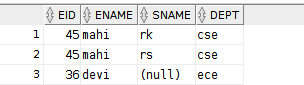 EID ENAME SNAME DEPT
1 45 mahi rk cse
2 45 mahi rs cse
3 36 devi (null) ece